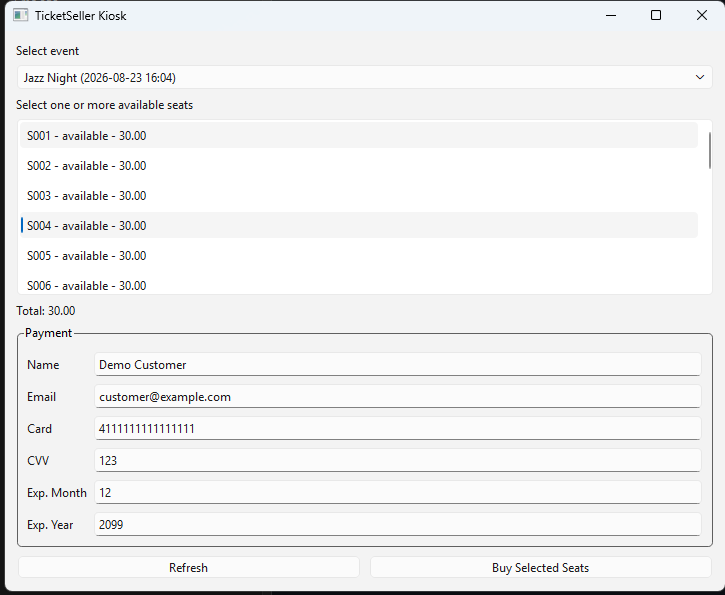 TicketSeller Kiosk
Select event
Jazz Night (2026-08-23 16:04)
Select one or more available seats
S001 - available - 30.00
S002 - available - 30.00
S003 - available - 30.00
S004 - available - 30.00
S005 - available - 30.00
S006 - available - 30.00
Total: 30.00
Payment
Name Demo Customer
Email customer@example.com
Card 4111111111111111
CVV 123
Exp. Month 12
Exp. Year 2099
Refresh Buy Selected Seats